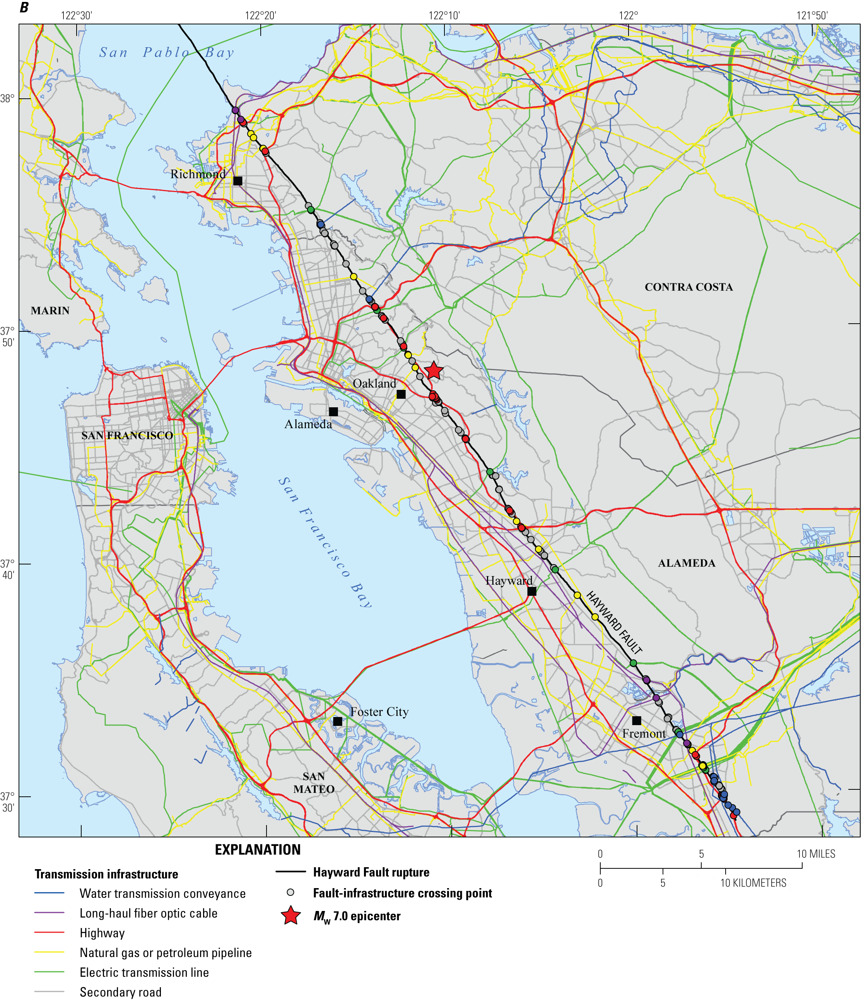 B
122°30' 122°20' 122°10' 122° 121°50'
San Pablo Bay
38°
Richmond
CONTRA COSTA
MARIN
37°
50'
Oakland
Alameda
SAN FRANCISCO
San Francisco Bay
ALAMEDA
37°
40'
Hayward
HAYWARD FAULT
Foster City
Fremont
SAN
MATEO
37°
30'
EXPLANATION
Transmission infrastructure
Water transmission conveyance
Long-haul fiber optic cable
Highway
Natural gas or petroleum pipeline
Electric transmission line
Secondary road
Hayward Fault rupture
Fault-infrastructure crossing point
Mw 7.0 epicenter
0 5 10 MILES
0 5 10 KILOMETERS